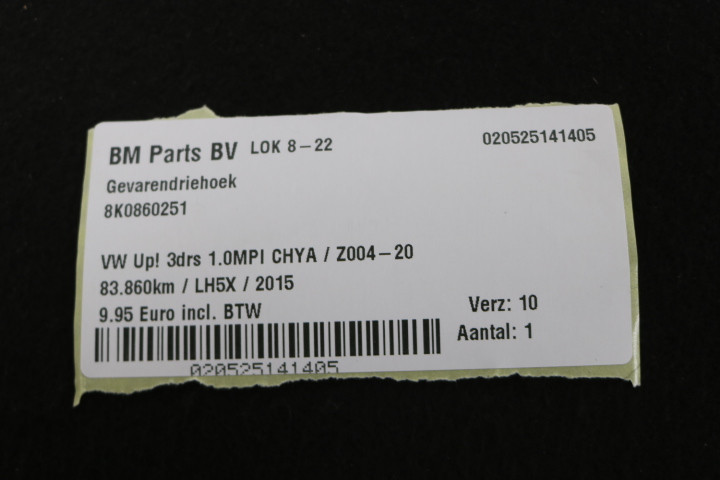 BM Parts BV LOK 8-22 020525141405
Gevarendriehoek
8K0860251
VW Up! 3drs 1.0MPI CHYA / Z004-20
83.860km / LH5X / 2015
9.95 Euro incl. BTW
Verz: 10
Aantal: 1
020525141405